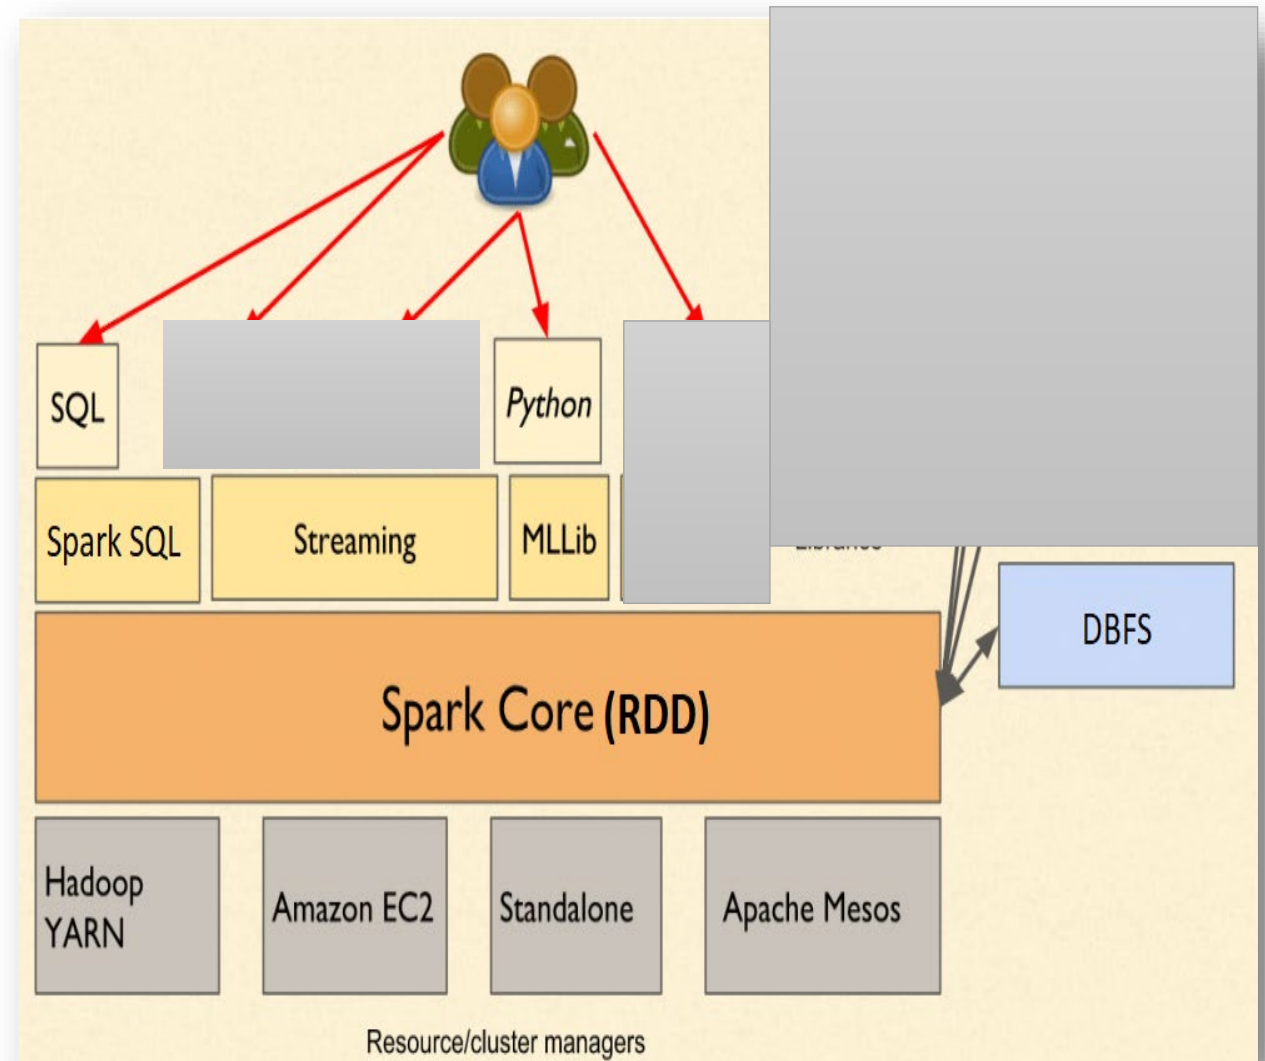 SQL
Python
Spark SQL
Streaming
MLLib
DBFS
Spark Core (RDD)
Hadoop
YARN
Amazon EC2
Standalone
Apache Mesos
Resource/cluster managers